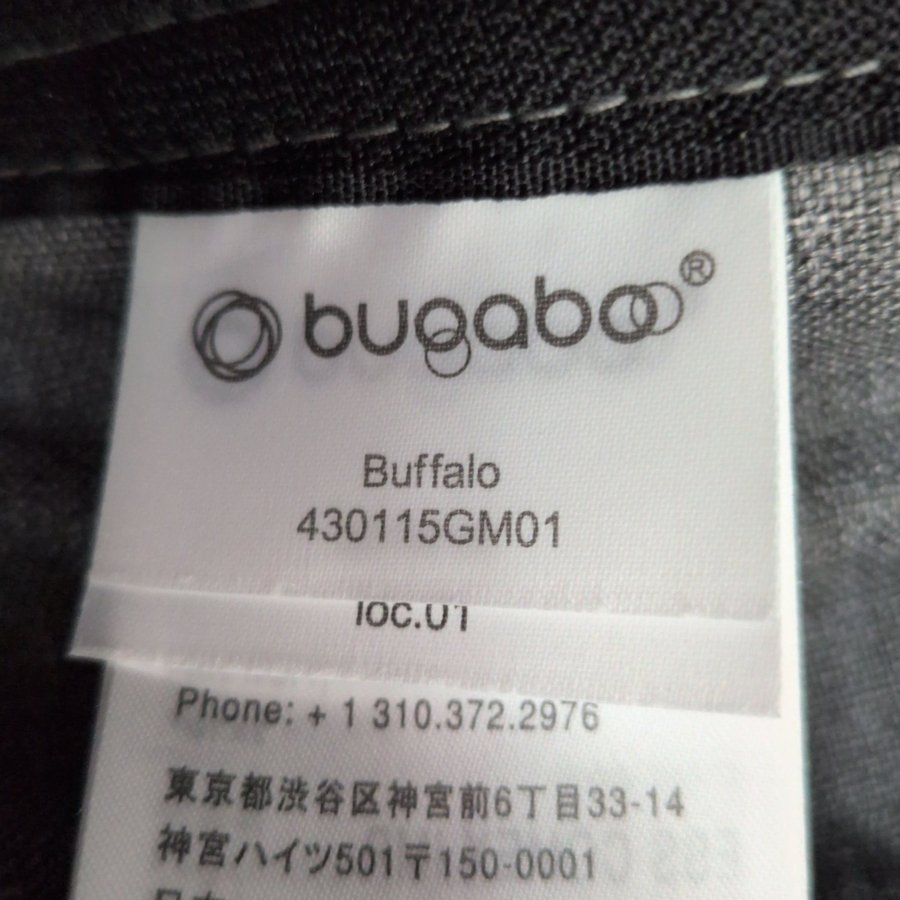 bugaboo®
Buffalo
430115GM01
loc.01
Phone: + 1 310.372.2976
東京都渋谷区神宮前6丁目33-14
神宮ハイツ501〒150-0001